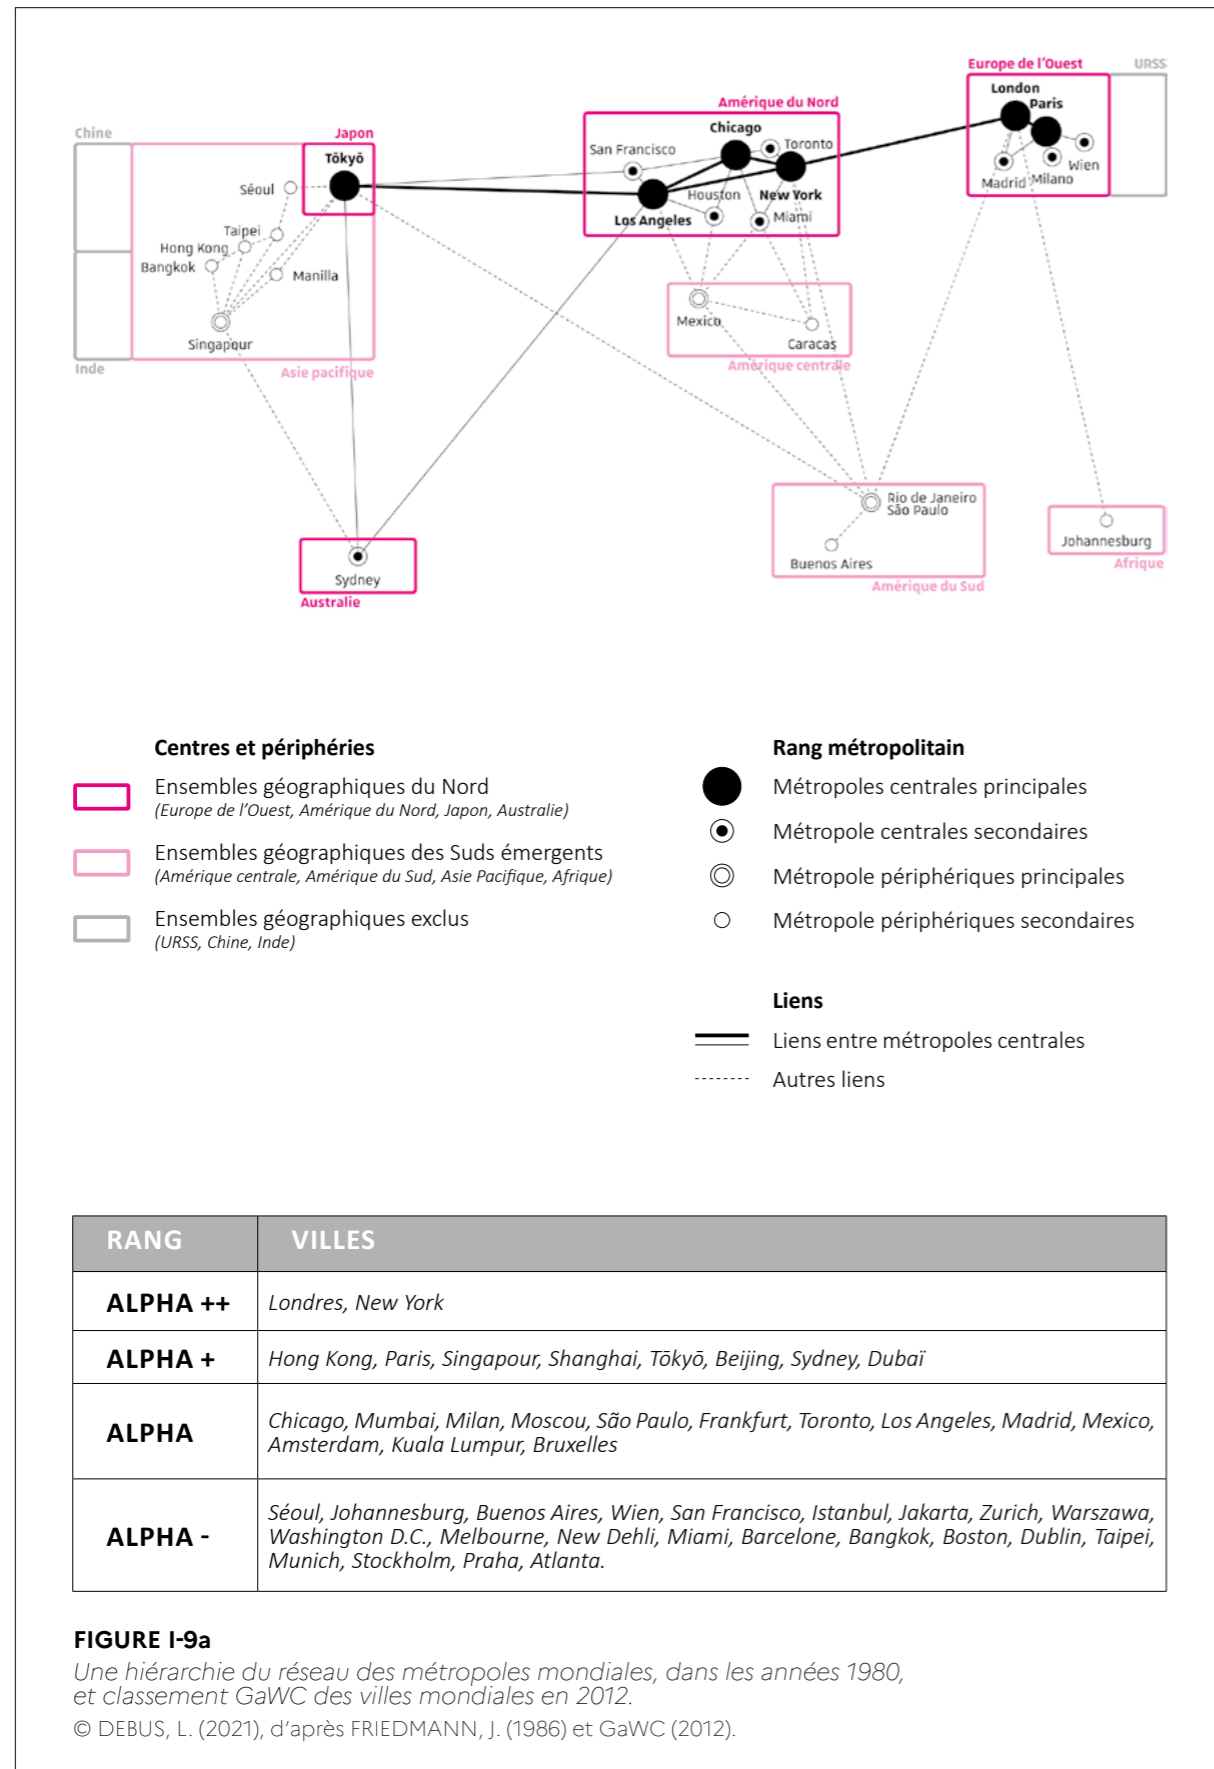 Europe de l'Ouest
URSS
London
Paris
Wien
Madrid
Milano
Amérique du Nord
Chicago
San Francisco
Toronto
Houston
New York
Los Angeles
Miami
Chine
Japon
Tōkyō
Séoul
Taipei
Hong Kong
Bangkok
Manilla
Singapour
Inde
Asie pacifique
Mexico
Caracas
Amérique centrale
Rio de Janeiro
São Paulo
Buenos Aires
Amérique du Sud
Johannesburg
Afrique
Sydney
Australie
Centres et périphéries
Ensembles géographiques du Nord
(Europe de l'Ouest, Amérique du Nord, Japon, Australie)
Ensembles géographiques des Suds émergents
(Amérique centrale, Amérique du Sud, Asie Pacifique, Afrique)
Ensembles géographiques exclus
(URSS, Chine, Inde)
Rang métropolitain
Métropoles centrales principales
Métropole centrales secondaires
Métropole périphériques principales
Métropole périphériques secondaires
Liens
Liens entre métropoles centrales
Autres liens
RANG VILLES
ALPHA ++ Londres, New York
ALPHA + Hong Kong, Paris, Singapour, Shanghai, Tōkyō, Beijing, Sydney, Dubaï
ALPHA Chicago, Mumbai, Milan, Moscou, São Paulo, Frankfurt, Toronto, Los Angeles, Madrid, Mexico,
Amsterdam, Kuala Lumpur, Bruxelles
ALPHA - Séoul, Johannesburg, Buenos Aires, Wien, San Francisco, Istanbul, Jakarta, Zurich, Warszawa,
Washington D.C., Melbourne, New Dehli, Miami, Barcelone, Bangkok, Boston, Dublin, Taipei,
Munich, Stockholm, Praha, Atlanta.
FIGURE I-9a
Une hiérarchie du réseau des métropoles mondiales, dans les années 1980,
et classement GaWC des villes mondiales en 2012.
© DEBUS, L. (2021), d'après FRIEDMANN, J. (1986) et GaWC (2012).